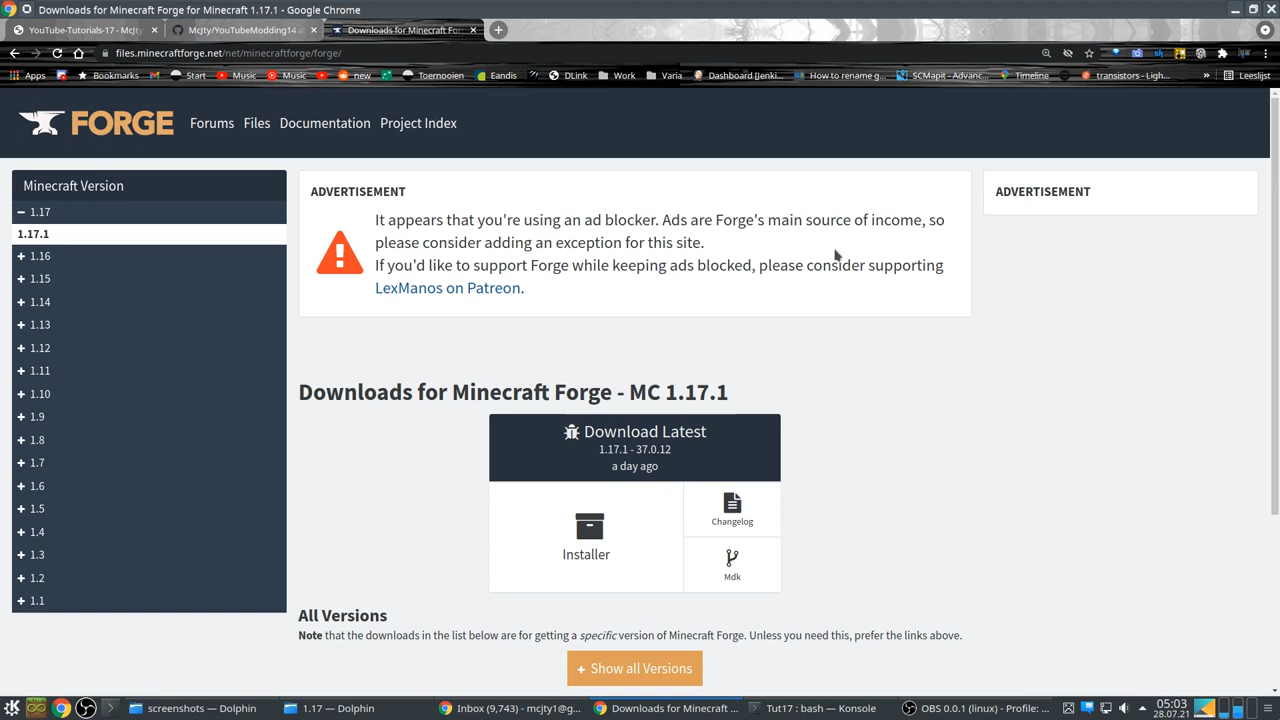 Downloads for Minecraft Forge for Minecraft 1.17.1 - Google Chrome
YouTube-Tutorials-17 - McJty
McJty/YouTubeModding14
Downloads for Minecraft For
files.minecraftforge.net/net/minecraftforge/forge/
Apps
Bookmarks
Start
Music
Music
new
Toernooien
Eandis
DLink
Work
Varia
Dashboard [Jenki...
How to rename g...
SCMapit - Advanc...
Timeline
transistors - Ligh...
»
Leeslijst
FORGE
Forums
Files
Documentation
Project Index
Minecraft Version
1.17
1.17.1
1.16
1.15
1.14
1.13
1.12
1.11
1.10
1.9
1.8
1.7
1.6
1.5
1.4
1.3
1.2
1.1
ADVERTISEMENT
It appears that you're using an ad blocker. Ads are Forge's main source of income, so
please consider adding an exception for this site.
If you'd like to support Forge while keeping ads blocked, please consider supporting
LexManos on Patreon.
ADVERTISEMENT
Downloads for Minecraft Forge - MC 1.17.1
Download Latest
1.17.1 - 37.0.12
a day ago
Installer
Changelog
Mdk
All Versions
Note that the downloads in the list below are for getting a specific version of Minecraft Forge. Unless you need this, prefer the links above.
+ Show all Versions
screenshots — Dolphin
1.17 — Dolphin
Inbox (9,743) - mcjty1@g...
Downloads for Minecraft ...
Tut17 : bash — Konsole
OBS 0.0.1 (linux) - Profile: ...
05:03
28.07.21